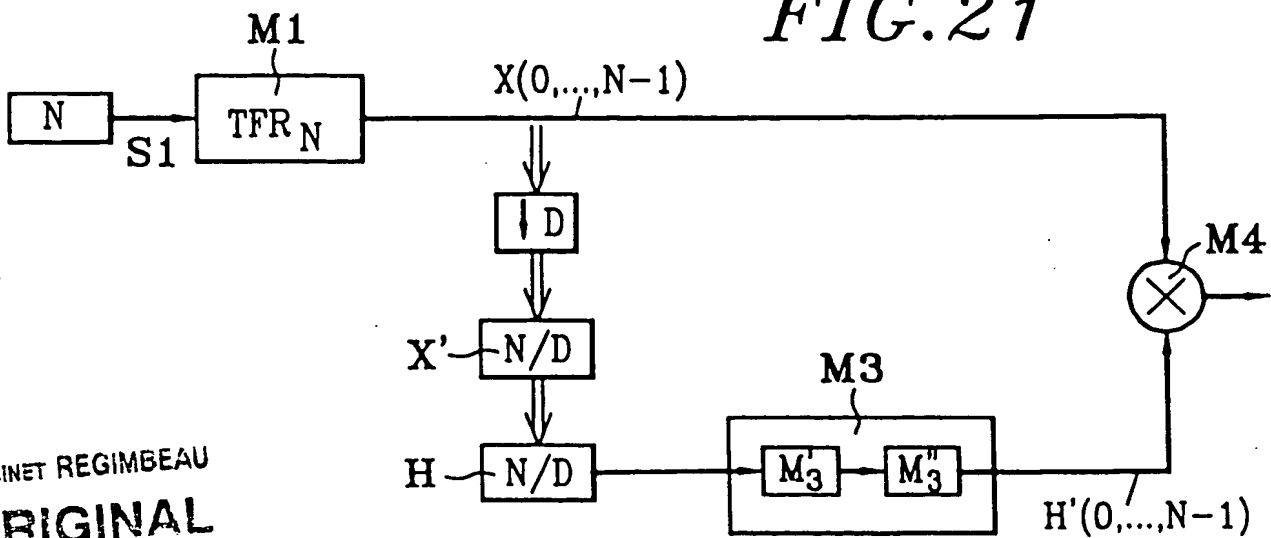 FIG.21
M1
X(0,...,N-1)
N
S1
TFR N
↓ D
M4
X'
N/D
M3
H
N/D
M'3
M"3
H'(0,...,N-1)
INET REGIMBEAU
RIGINAL